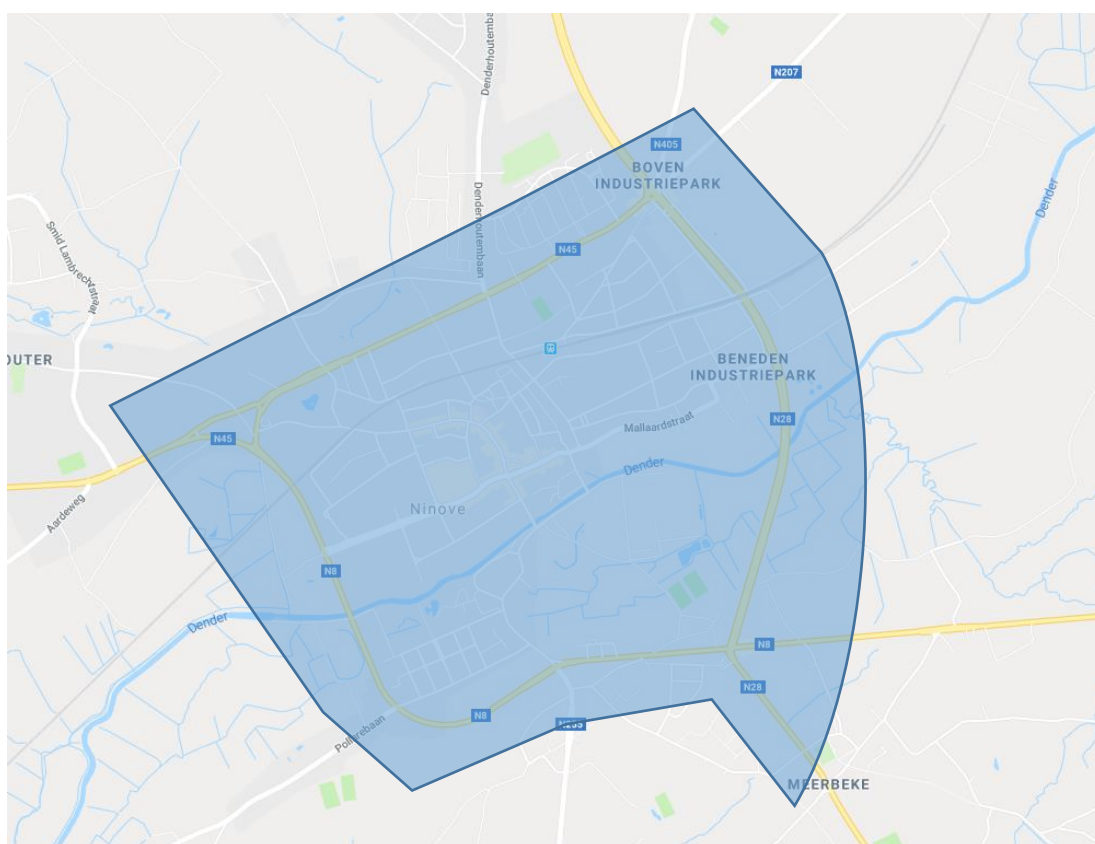 Denderhoutembaan
N207
N405
BOVEN
INDUSTRIEPARK
Dender
Denderhoutembaan
Smid Lambrechtstraat
N45
OUTER
BENEDEN
INDUSTRIEPARK
Mallaardstraat
N28
N45
Dender
Aardeweg
Ninove
N8
Dender
N8
N28
N8
Pollarebaan
MEERBEKE